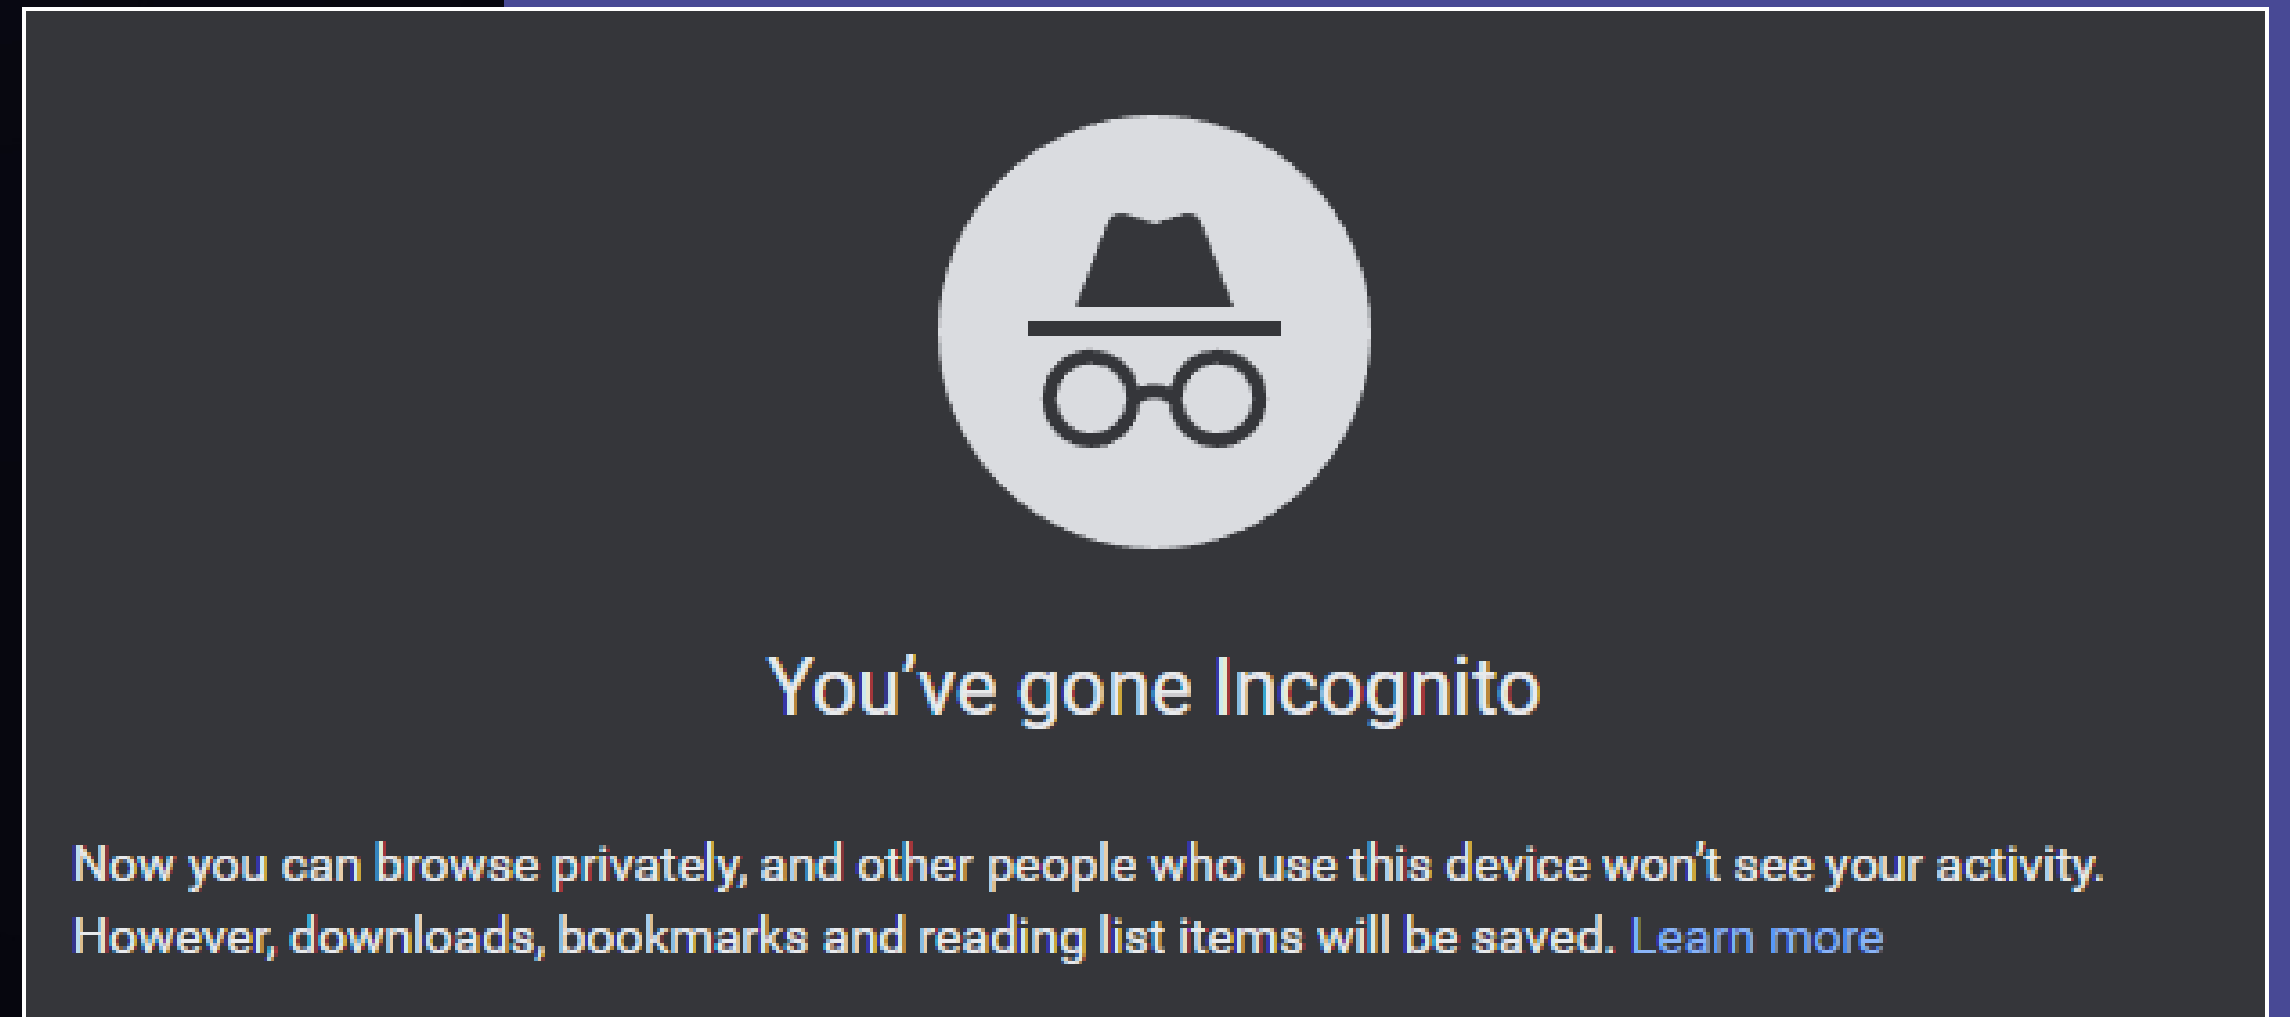 You’ve gone Incognito
Now you can browse privately, and other people who use this device won’t see your activity.
However, downloads, bookmarks and reading list items will be saved. Learn more